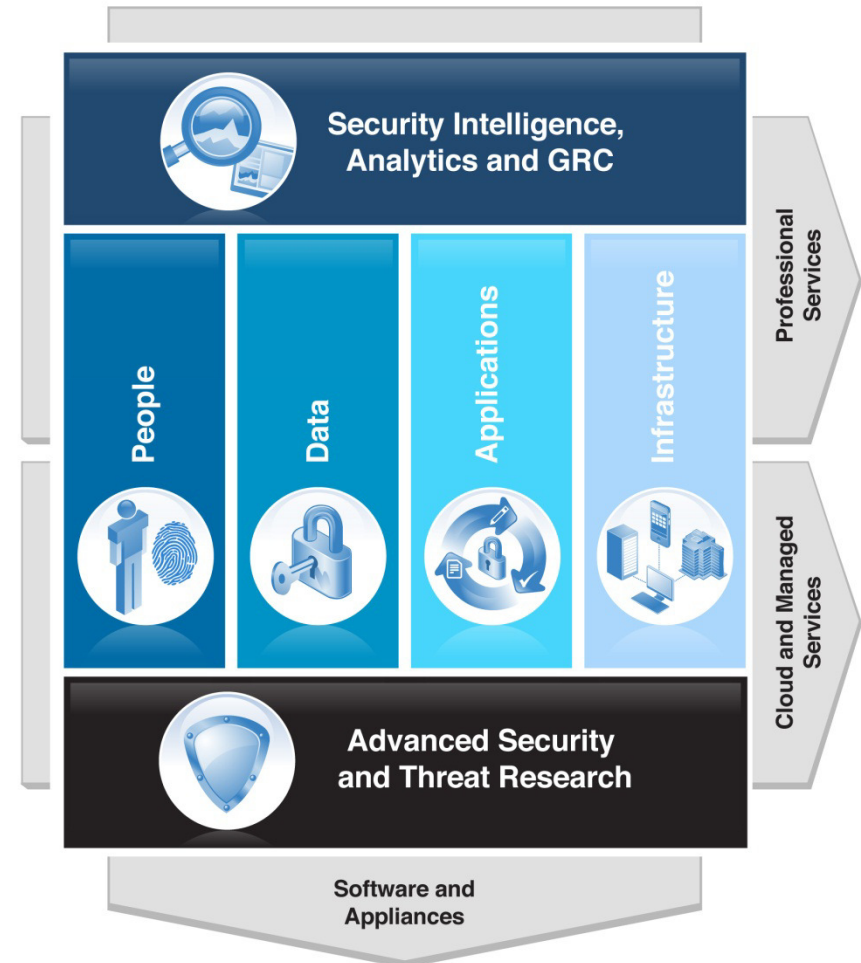 Security Intelligence,
Analytics and GRC
People
Data
Applications
Infrastructure
Professional
Services
Cloud and Managed
Services
Advanced Security
and Threat Research
Software and
Appliances